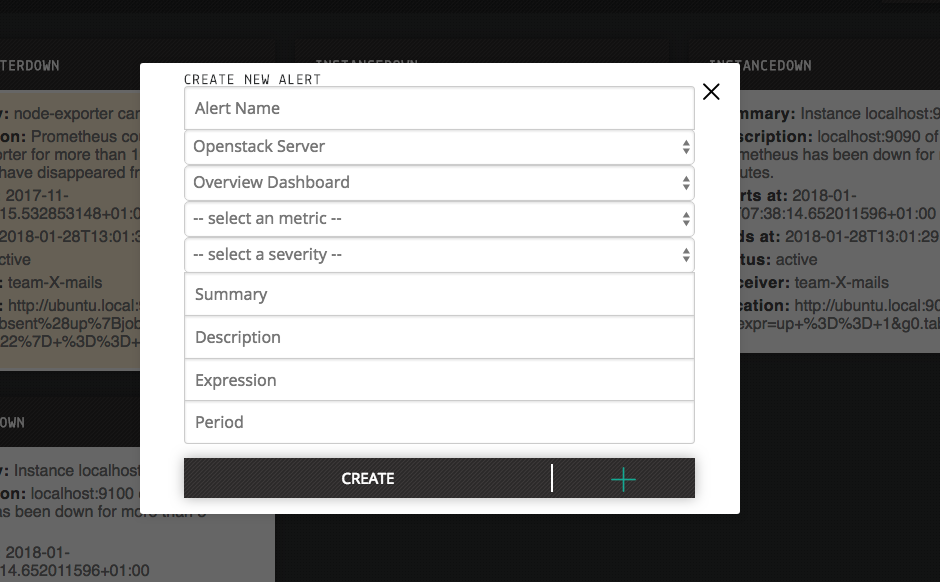 TERDOWN
INSTANCEDOWN
INSTANCEDOWN
y: node-exporter car
on: Prometheus co
rter for more than 1
have disappeared fr
2017-11-
15.532853148+01:0
2018-01-28T13:01:3
ctive
: team-X-mails
: http://ubuntu.local:
bsent%28up%7Bjob
22%7D+%3D%3D+
OWN
y: Instance localhost
on: localhost:9100
as been down for more than 5
2018-01-
14.652011596+01:00
CREATE NEW ALERT
Alert Name
Openstack Server
Overview Dashboard
-- select an metric --
-- select a severity --
Summary
Description
Expression
Period
CREATE
mmary: Instance localhost:9
scription: localhost:9090 of
metheus has been down for
utes.
rts at: 2018-01-
T07:38:14.652011596+01:00
ds at: 2018-01-28T13:01:29
tus: active
ceiver: team-X-mails
cation: http://ubuntu.local:90
expr=up+%3D%3D+1&g0.tab